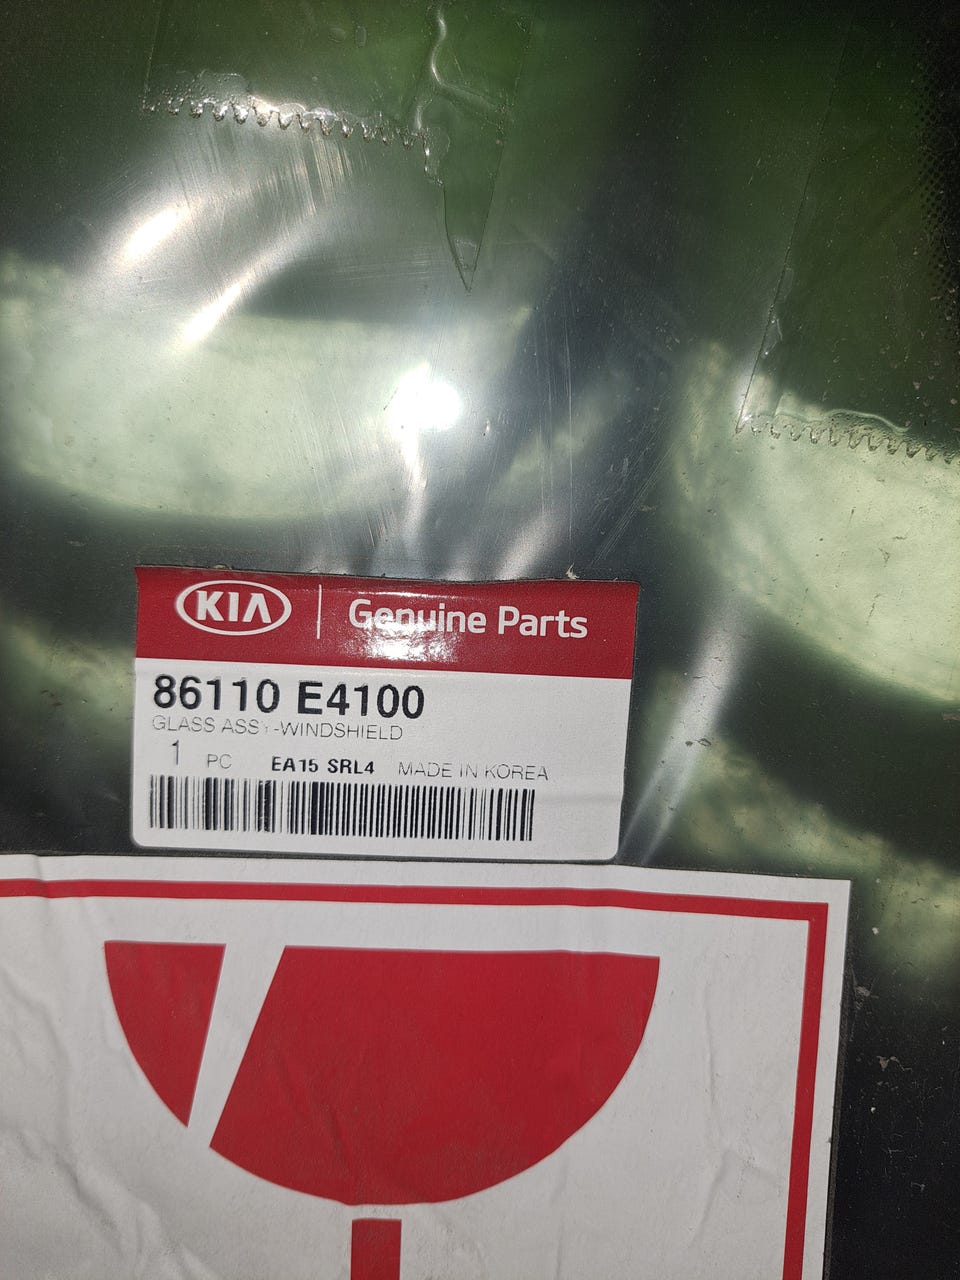 KIA Genuine Parts
86110 E4100
GLASS ASSY-WINDSHIELD
1 PC EA15 SRL4 MADE IN KOREA